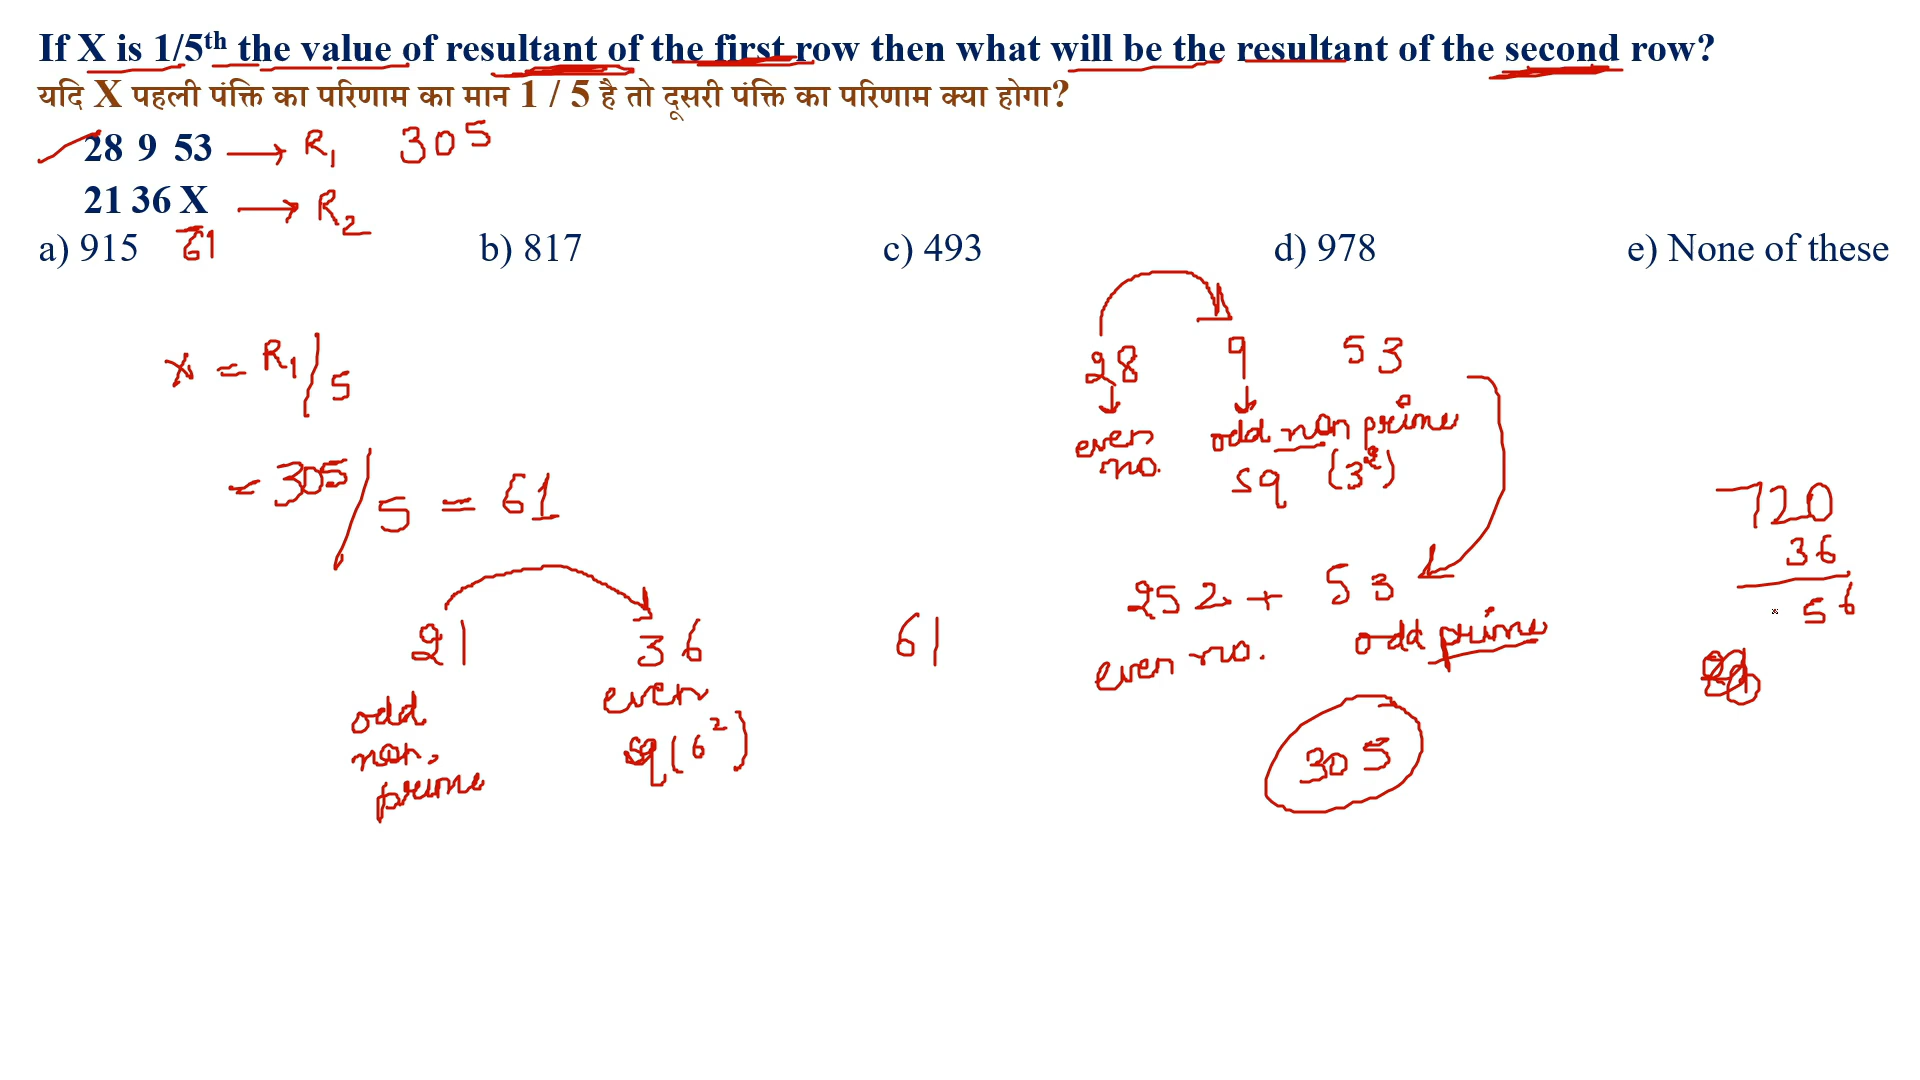 If X is 1/5th the value of resultant of the first row then what will be the resultant of the second row?
यदि X पहली पंक्ति का परिणाम का मान 1 / 5 है तो दूसरी पंक्ति का परिणाम क्या होगा?
28 9 53 → R1 305
21 36 X → R2
61
a) 915 b) 817 c) 493 d) 978 e) None of these
X = R1/5
= 305/5 = 61
28 9 53
even no. odd non prime
sq (3²)
252 + 53
even no. odd prime
305
21 36 61
odd non prime even
sq (6²)
720
36
56